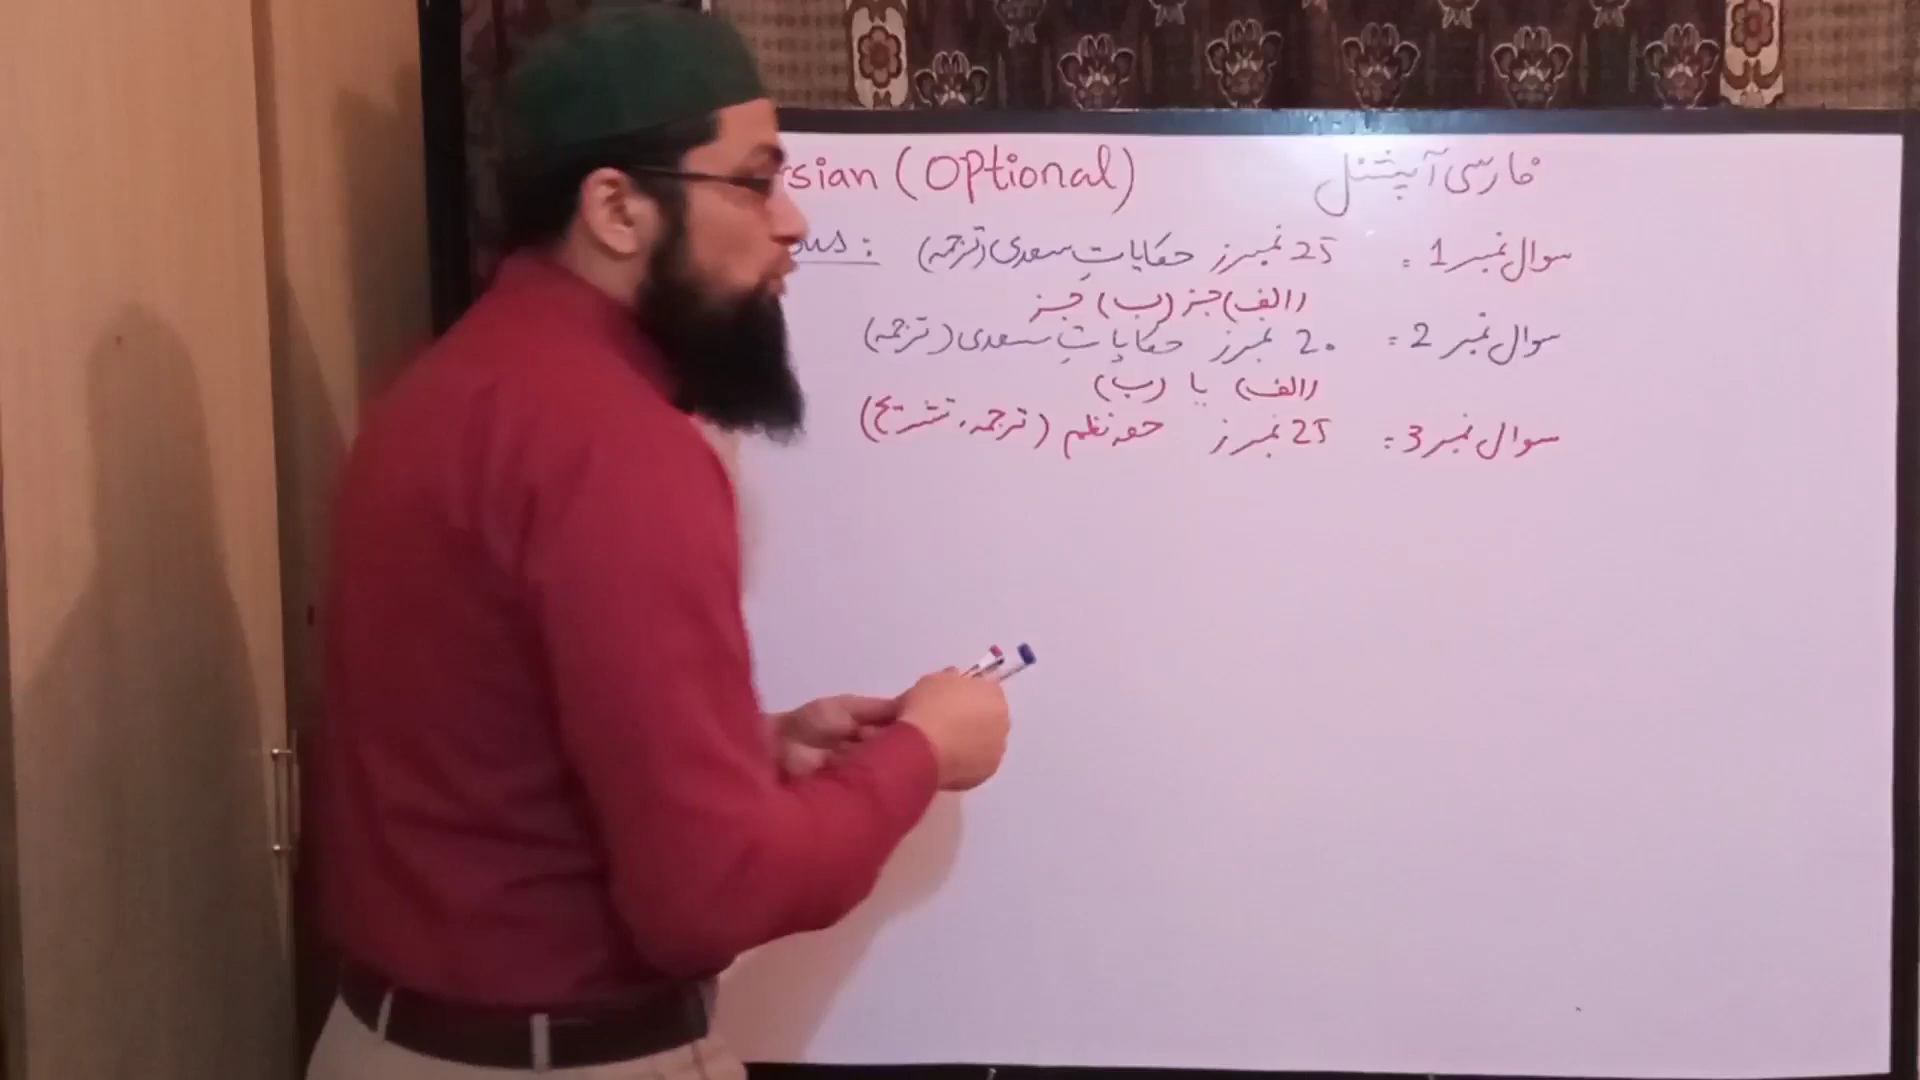 rsian (Optional) فارسی آپشنل
ous : سوال نمبر 1 = 25 نمبرز حکایاتِ سعدی (ترجمہ)
(الف) جز (ب) جز
سوال نمبر 2 = 20 نمبرز حکایاتِ سعدی (ترجمہ)
(الف) یا (ب)
سوال نمبر 3 = 25 نمبرز حصہ نظم (ترجمہ، تشریح)